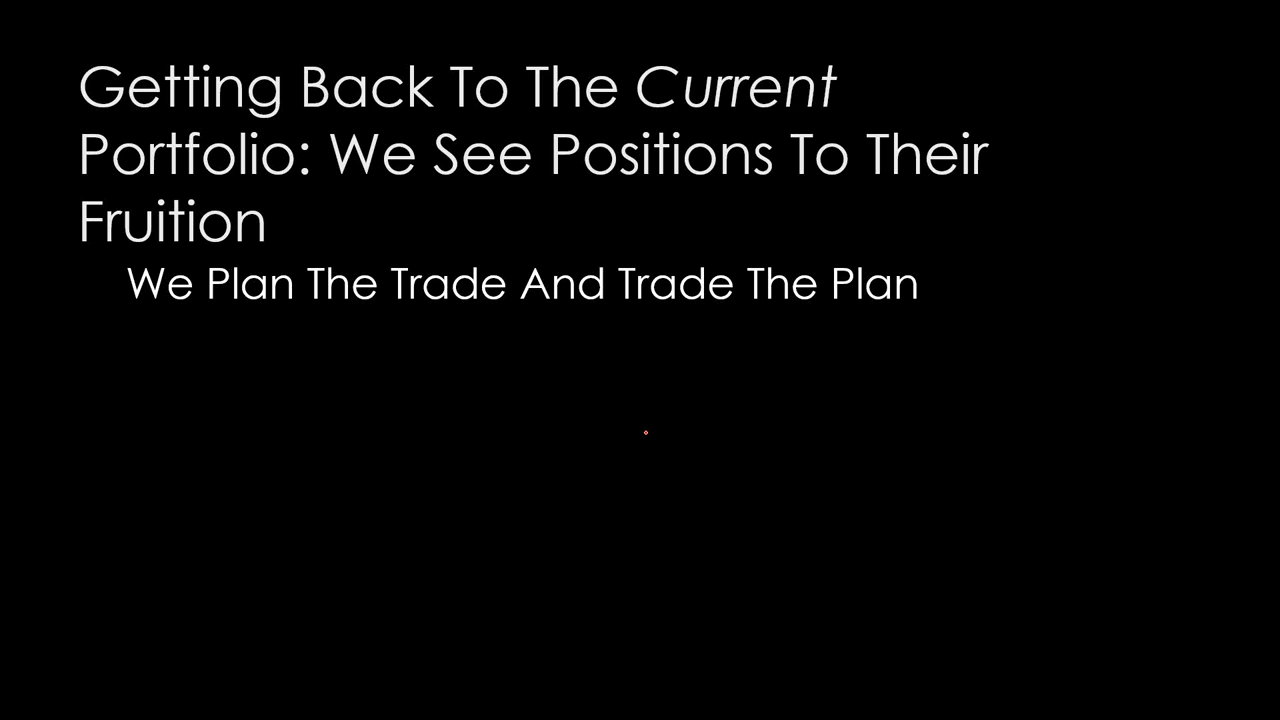 Getting Back To The Current
Portfolio: We See Positions To Their
Fruition
We Plan The Trade And Trade The Plan